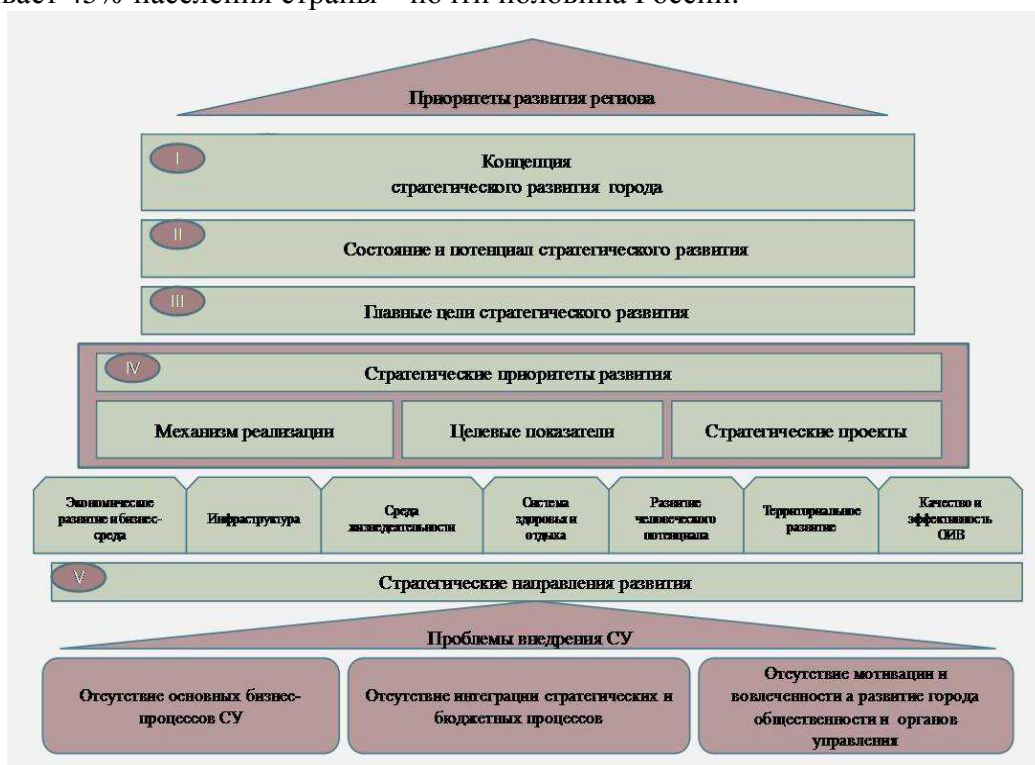 вает 45% населения страны – почти половина России.
Приоритеты развития региона
I
Концепция
стратегического развития города
II
Состояние и потенциал стратегического развития
III
Главные цели стратегического развития
IV
Стратегические приоритеты развития
Механизм реализации
Целевые показатели
Стратегические проекты
Экономическое
развитие и бизнес-
среда
Инфраструктура
Среда
жизнедеятельности
Система
здоровья и
отдыха
Развитие
человеческого
потенциала
Территориальное
развитие
Качество и
эффективность
ОИВ
V
Стратегические направления развития
Проблемы внедрения СУ
Отсутствие основных бизнес-
процессов СУ
Отсутствие интеграции стратегических и
бюджетных процессов
Отсутствие мотивации и
вовлеченности а развитие города
общественности и органов
управления